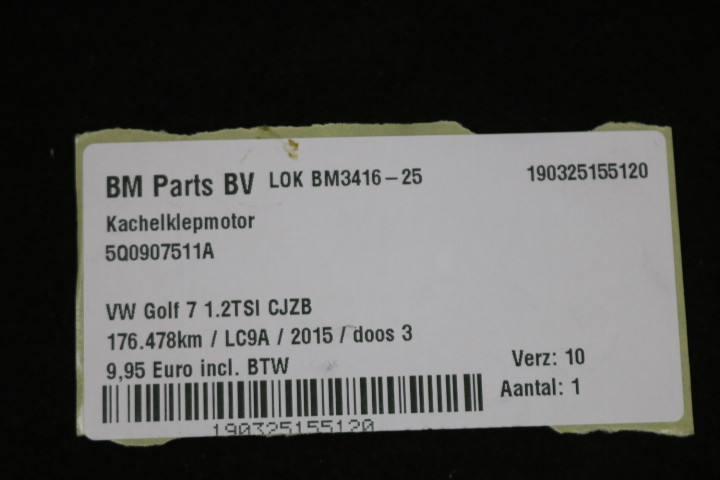 BM Parts BV LOK BM3416-25 190325155120
Kachelklepmotor
5Q0907511A
VW Golf 7 1.2TSI CJZB
176.478km / LC9A / 2015 / doos 3
9,95 Euro incl. BTW
Verz: 10
Aantal: 1
190325155120